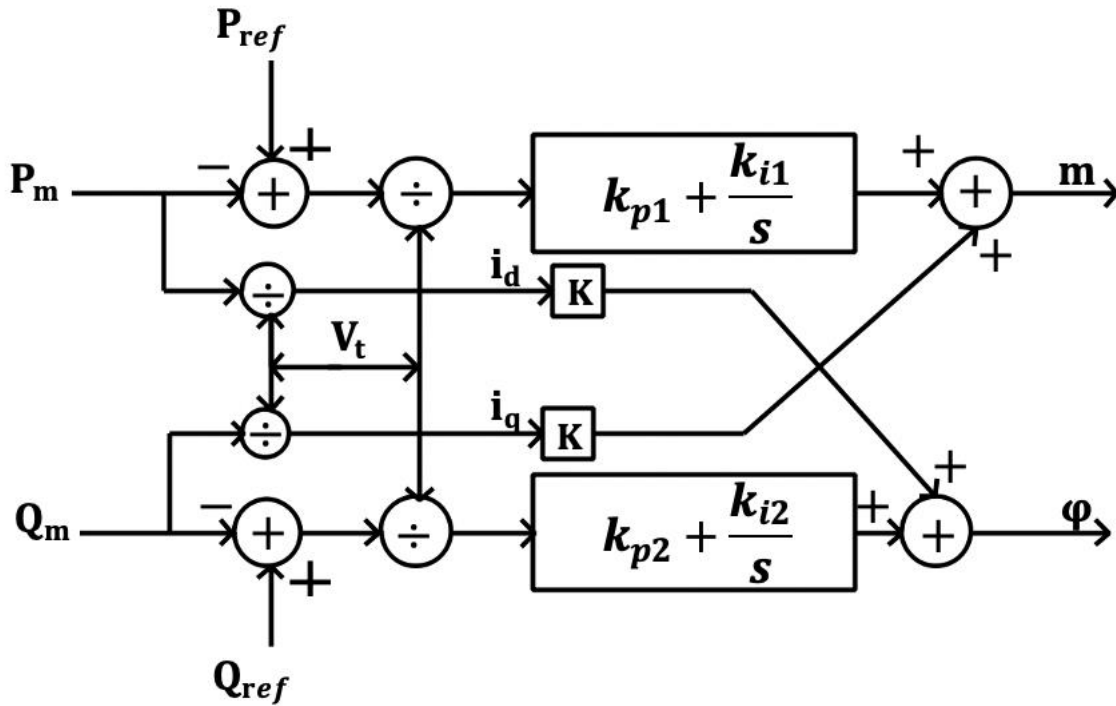 P_ref
P_m
− + + ÷ k_p1 + k_i1/s + + m
+
÷ i_d K
V_t
÷ i_q K
+
Q_m − + ÷ k_p2 + k_i2/s + + φ
+
Q_ref